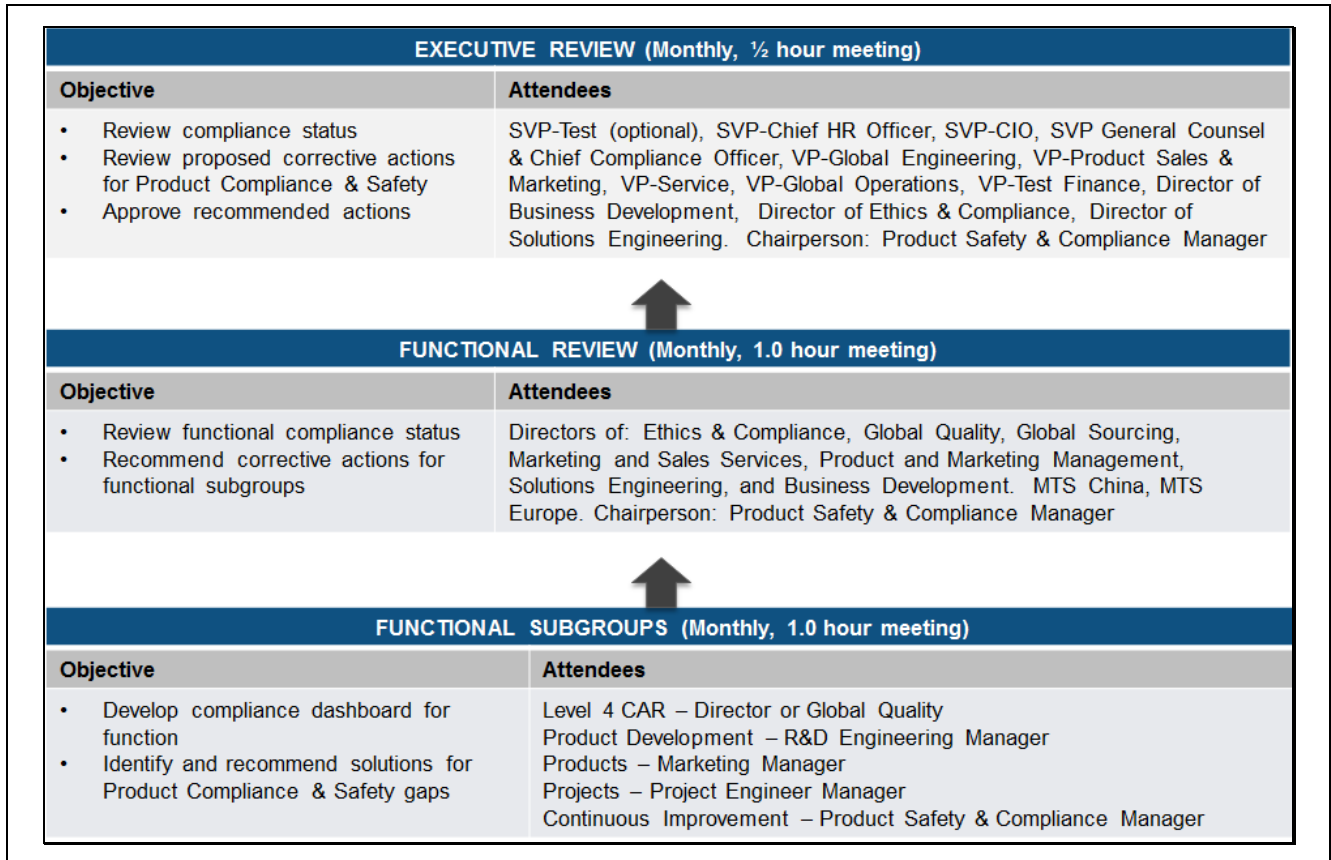 EXECUTIVE REVIEW (Monthly, ½ hour meeting)
Objective
Attendees
• Review compliance status
• Review proposed corrective actions
for Product Compliance & Safety
• Approve recommended actions
SVP-Test (optional), SVP-Chief HR Officer, SVP-CIO, SVP General Counsel
& Chief Compliance Officer, VP-Global Engineering, VP-Product Sales &
Marketing, VP-Service, VP-Global Operations, VP-Test Finance, Director of
Business Development, Director of Ethics & Compliance, Director of
Solutions Engineering. Chairperson: Product Safety & Compliance Manager
FUNCTIONAL REVIEW (Monthly, 1.0 hour meeting)
Objective
Attendees
• Review functional compliance status
• Recommend corrective actions for
functional subgroups
Directors of: Ethics & Compliance, Global Quality, Global Sourcing,
Marketing and Sales Services, Product and Marketing Management,
Solutions Engineering, and Business Development. MTS China, MTS
Europe. Chairperson: Product Safety & Compliance Manager
FUNCTIONAL SUBGROUPS (Monthly, 1.0 hour meeting)
Objective
Attendees
• Develop compliance dashboard for
function
• Identify and recommend solutions for
Product Compliance & Safety gaps
Level 4 CAR – Director or Global Quality
Product Development – R&D Engineering Manager
Products – Marketing Manager
Projects – Project Engineer Manager
Continuous Improvement – Product Safety & Compliance Manager